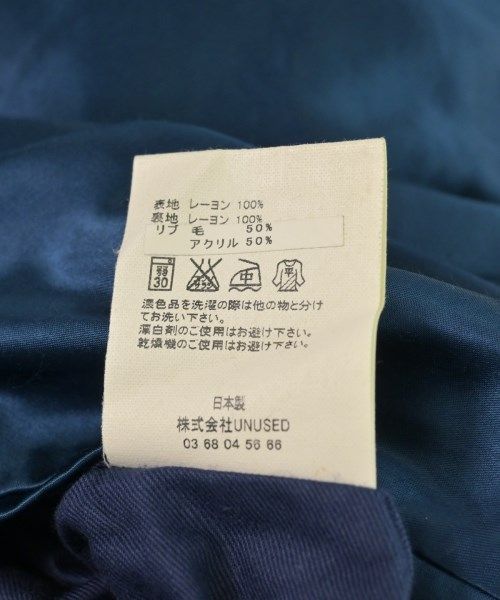 表地 レーヨン 100%
裏地 レーヨン 100%
リブ 毛 50%
アクリル 50%
弱 30 中 平
濃色品を洗濯の際は他の物と分け
てお洗い下さい。
漂白剤のご使用はお避け下さい。
乾燥機のご使用はお避け下さい。
日本製
株式会社UNUSED
03 68 04 56 66